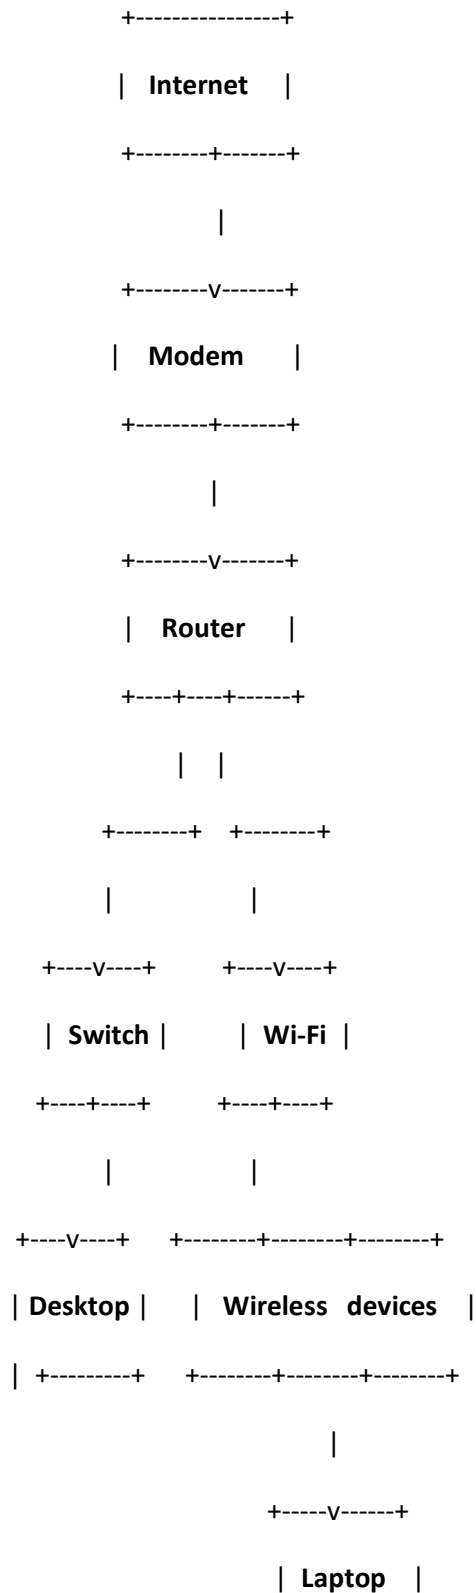 +----------------+
| Internet |
+--------+-------+
|
+--------v-------+
| Modem |
+--------+-------+
|
+--------v-------+
| Router |
+----+----+------+
| |
+--------+ +--------+
| |
+----v----+ +----v----+
| Switch | | Wi-Fi |
+----+----+ +----+----+
| |
+----v----+ +--------+--------+--------+
| Desktop | | Wireless devices |
| +---------+ +--------+--------+--------+
|
+-----v------+
| Laptop |